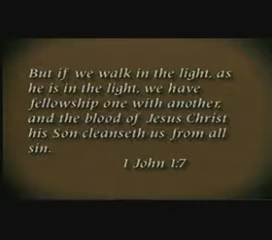 But if we walk in the light, as
he is in the light, we have
fellowship one with another,
and the blood of Jesus Christ
his Son cleanseth us from all
sin.
1 John 1:7